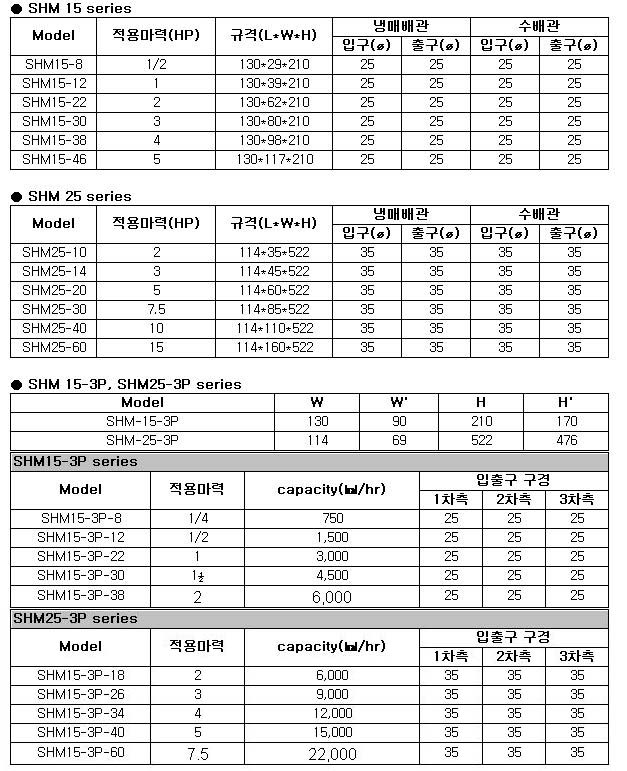 ● SHM 15 series
Model 적용마력(HP) 규격(L*W*H) 냉매배관 수배관
입구(ø) 출구(ø) 입구(ø) 출구(ø)
SHM15-8 1/2 130*29*210 25 25 25 25
SHM15-12 1 130*39*210 25 25 25 25
SHM15-22 2 130*62*210 25 25 25 25
SHM15-30 3 130*80*210 25 25 25 25
SHM15-38 4 130*98*210 25 25 25 25
SHM15-46 5 130*117*210 25 25 25 25
● SHM 25 series
Model 적용마력(HP) 규격(L*W*H) 냉매배관 수배관
입구(ø) 출구(ø) 입구(ø) 출구(ø)
SHM25-10 2 114*35*522 35 35 35 35
SHM25-14 3 114*45*522 35 35 35 35
SHM25-20 5 114*60*522 35 35 35 35
SHM25-30 7.5 114*85*522 35 35 35 35
SHM25-40 10 114*110*522 35 35 35 35
SHM25-60 15 114*160*522 35 35 35 35
● SHM 15-3P, SHM25-3P series
Model W W' H H'
SHM-15-3P 130 90 210 170
SHM-25-3P 114 69 522 476
SHM15-3P series
Model 적용마력 capacity(㎉/hr) 입출구 구경
1차측 2차측 3차측
SHM15-3P-8 1/4 750 25 25 25
SHM15-3P-12 1/2 1,500 25 25 25
SHM15-3P-22 1 3,000 25 25 25
SHM15-3P-30 1½ 4,500 25 25 25
SHM15-3P-38 2 6,000 25 25 25
SHM25-3P series
Model 적용마력 capacity(㎉/hr) 입출구 구경
1차측 2차측 3차측
SHM15-3P-18 2 6,000 35 35 35
SHM15-3P-26 3 9,000 35 35 35
SHM15-3P-34 4 12,000 35 35 35
SHM15-3P-40 5 15,000 35 35 35
SHM15-3P-60 7.5 22,000 35 35 35